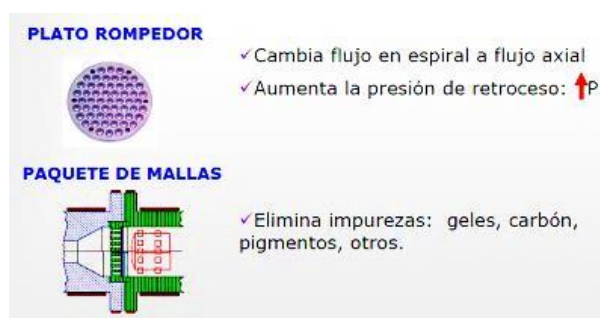 PLATO ROMPEDOR
✓Cambia flujo en espiral a flujo axial
✓Aumenta la presión de retroceso: ↑P
PAQUETE DE MALLAS
✓Elimina impurezas: geles, carbón,
pigmentos, otros.